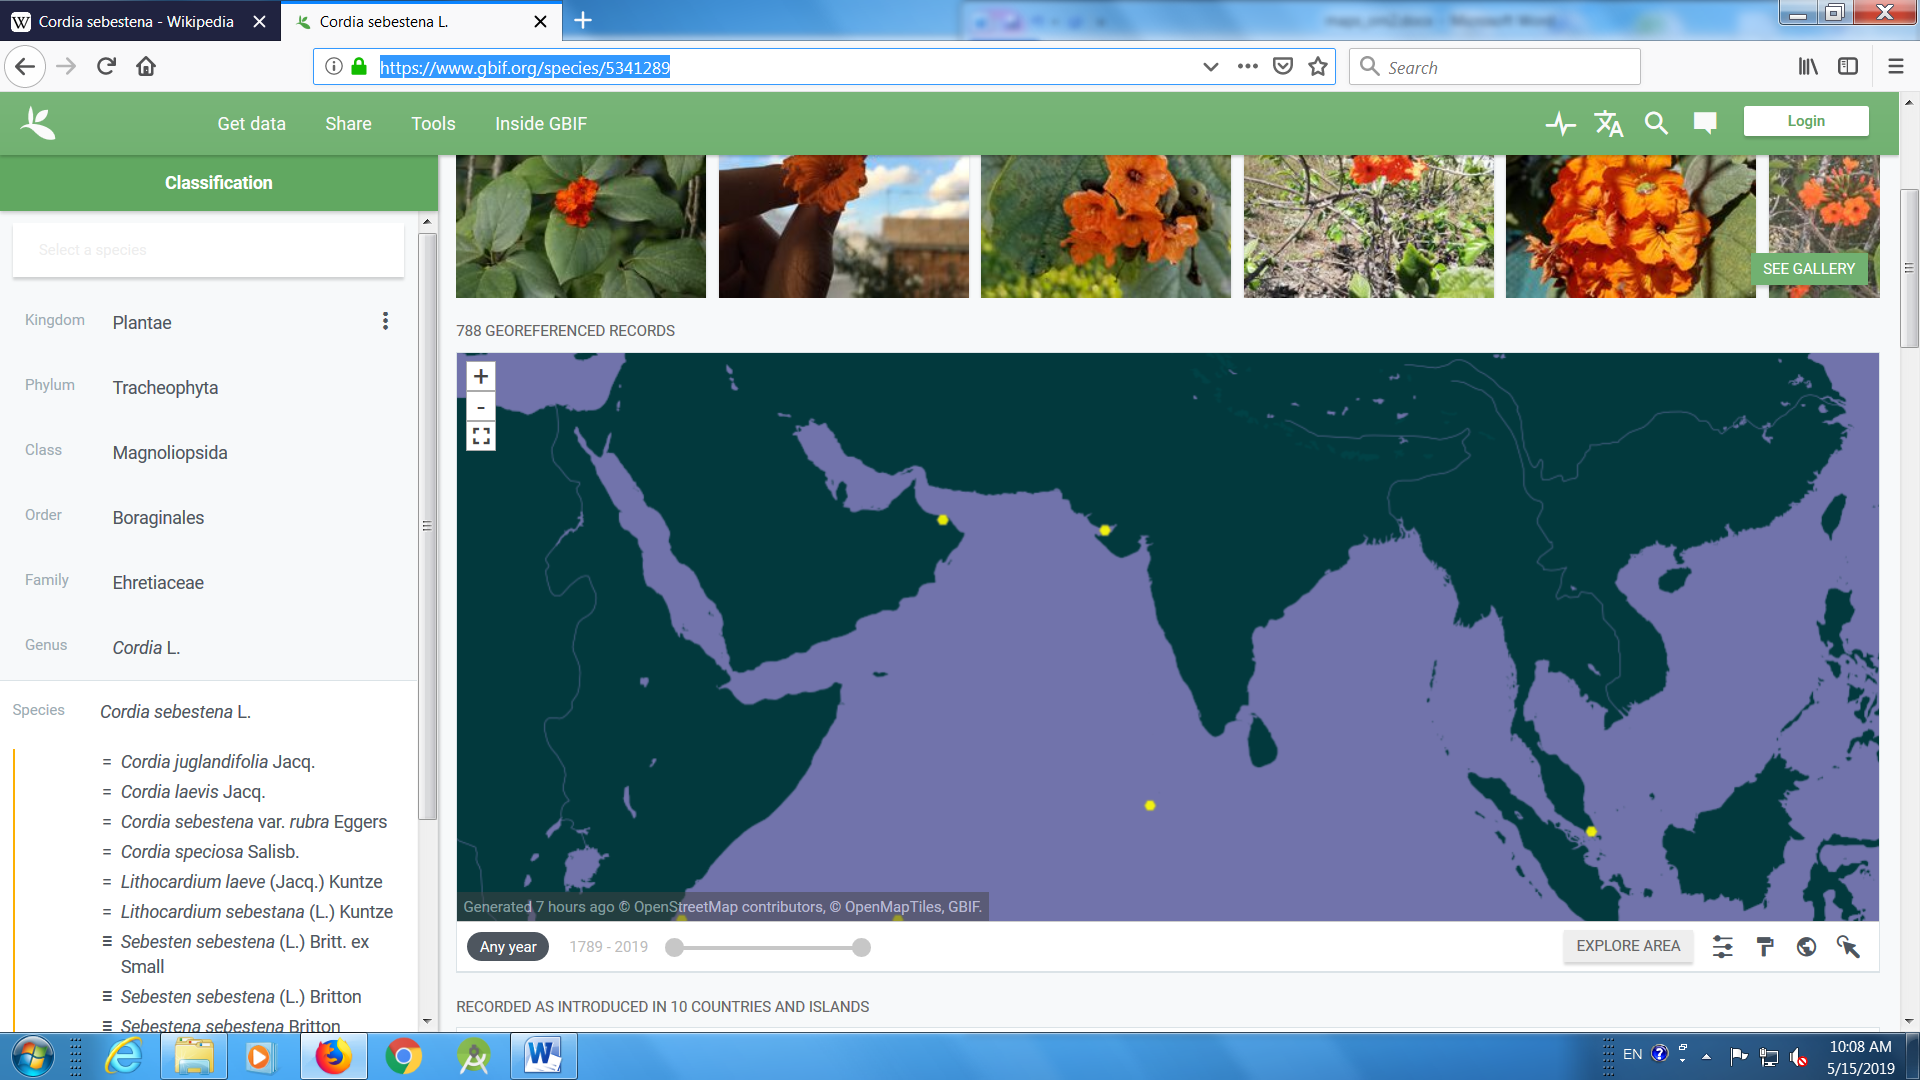 Cordia sebestena - Wikipedia
Cordia sebestena L.
https://www.gbif.org/species/5341289
Search
Get data Share Tools Inside GBIF
Login
Classification
Select a species
Kingdom Plantae
Phylum Tracheophyta
Class Magnoliopsida
Order Boraginales
Family Ehretiaceae
Genus Cordia L.
Species Cordia sebestena L.
= Cordia juglandifolia Jacq.
= Cordia laevis Jacq.
= Cordia sebestena var. rubra Eggers
= Cordia speciosa Salisb.
= Lithocardium laeve (Jacq.) Kuntze
= Lithocardium sebestana (L.) Kuntze
≡ Sebesten sebestena (L.) Britt. ex
Small
≡ Sebesten sebestena (L.) Britton
≡ Sebestena sebestena Britton
SEE GALLERY
788 GEOREFERENCED RECORDS
+
-
Generated 7 hours ago © OpenStreetMap contributors, © OpenMapTiles, GBIF.
Any year 1789 - 2019
EXPLORE AREA
RECORDED AS INTRODUCED IN 10 COUNTRIES AND ISLANDS
EN
10:08 AM
5/15/2019